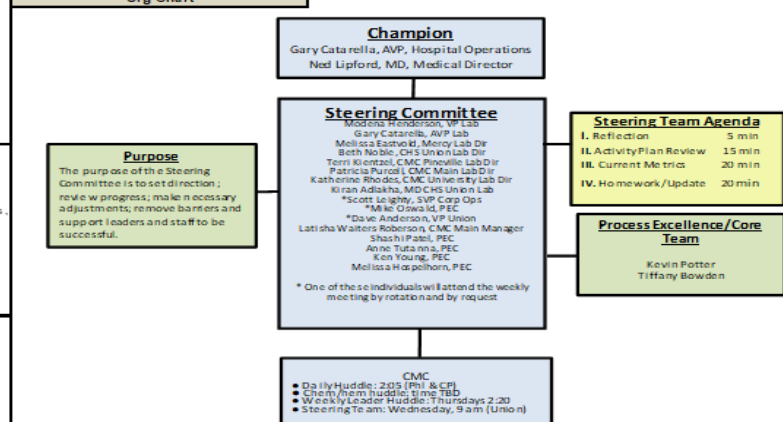 Org Chart
Champion
Gary Catarella, AVP, Hospital Operations
Ned Lipford, MD, Medical Director
Steering Committee
Modena Henderson, VP Lab
Gary Catarella, AVP Lab
Melissa Eastvold, Mercy Lab Dir
Beth Noble, CHS Union Lab Dir
Terri Kientzel, CMC Pineville Lab Dir
Patricia Purcell, CMC Main Lab Dir
Katherine Rhodes, CMC University Lab Dir
Kiran Adlakha, MD CHS Union Lab
*Scott Leighty, SVP Corp Ops
*Mike Oswald, PEC
*Dave Anderson, VP Union
Latisha Waiters Roberson, CMC Main Manager
Shashi Patel, PEC
Anne Tutanna, PEC
Ken Young, PEC
Melissa Hospelhorn, PEC
* One of these individuals will attend the weekly
meeting by rotation and by request
Purpose
The purpose of the Steering
Committee is to set direction;
review progress; make necessary
adjustments; remove barriers and
support leaders and staff to be
successful.
Steering Team Agenda
I. Reflection 5 min
II. Activity Plan Review 15 min
III. Current Metrics 20 min
IV. Homework/Update 20 min
Process Excellence/Core
Team
Kevin Potter
Tiffany Bowden
CMC
● Daily Huddle: 2:05 (Phl & CP)
● Chem/hem huddle: time TBD
● Weekly Leader Huddle: Thursdays 2:20
● Steering Team: Wednesday, 9 am (Union)